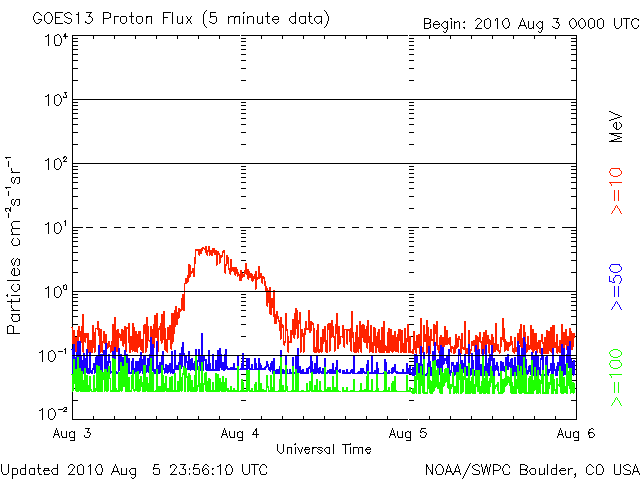 GOES13 Proton Flux (5 minute data)
Begin: 2010 Aug 3 0000 UTC
10⁴
10³
10²
10¹
10⁰
10⁻¹
10⁻²
Particles cm⁻²s⁻¹sr⁻¹
MeV
>=10
>=50
>=100
Aug 3
Aug 4
Aug 5
Aug 6
Universal Time
Updated 2010 Aug 5 23:56:10 UTC
NOAA/SWPC Boulder, CO USA